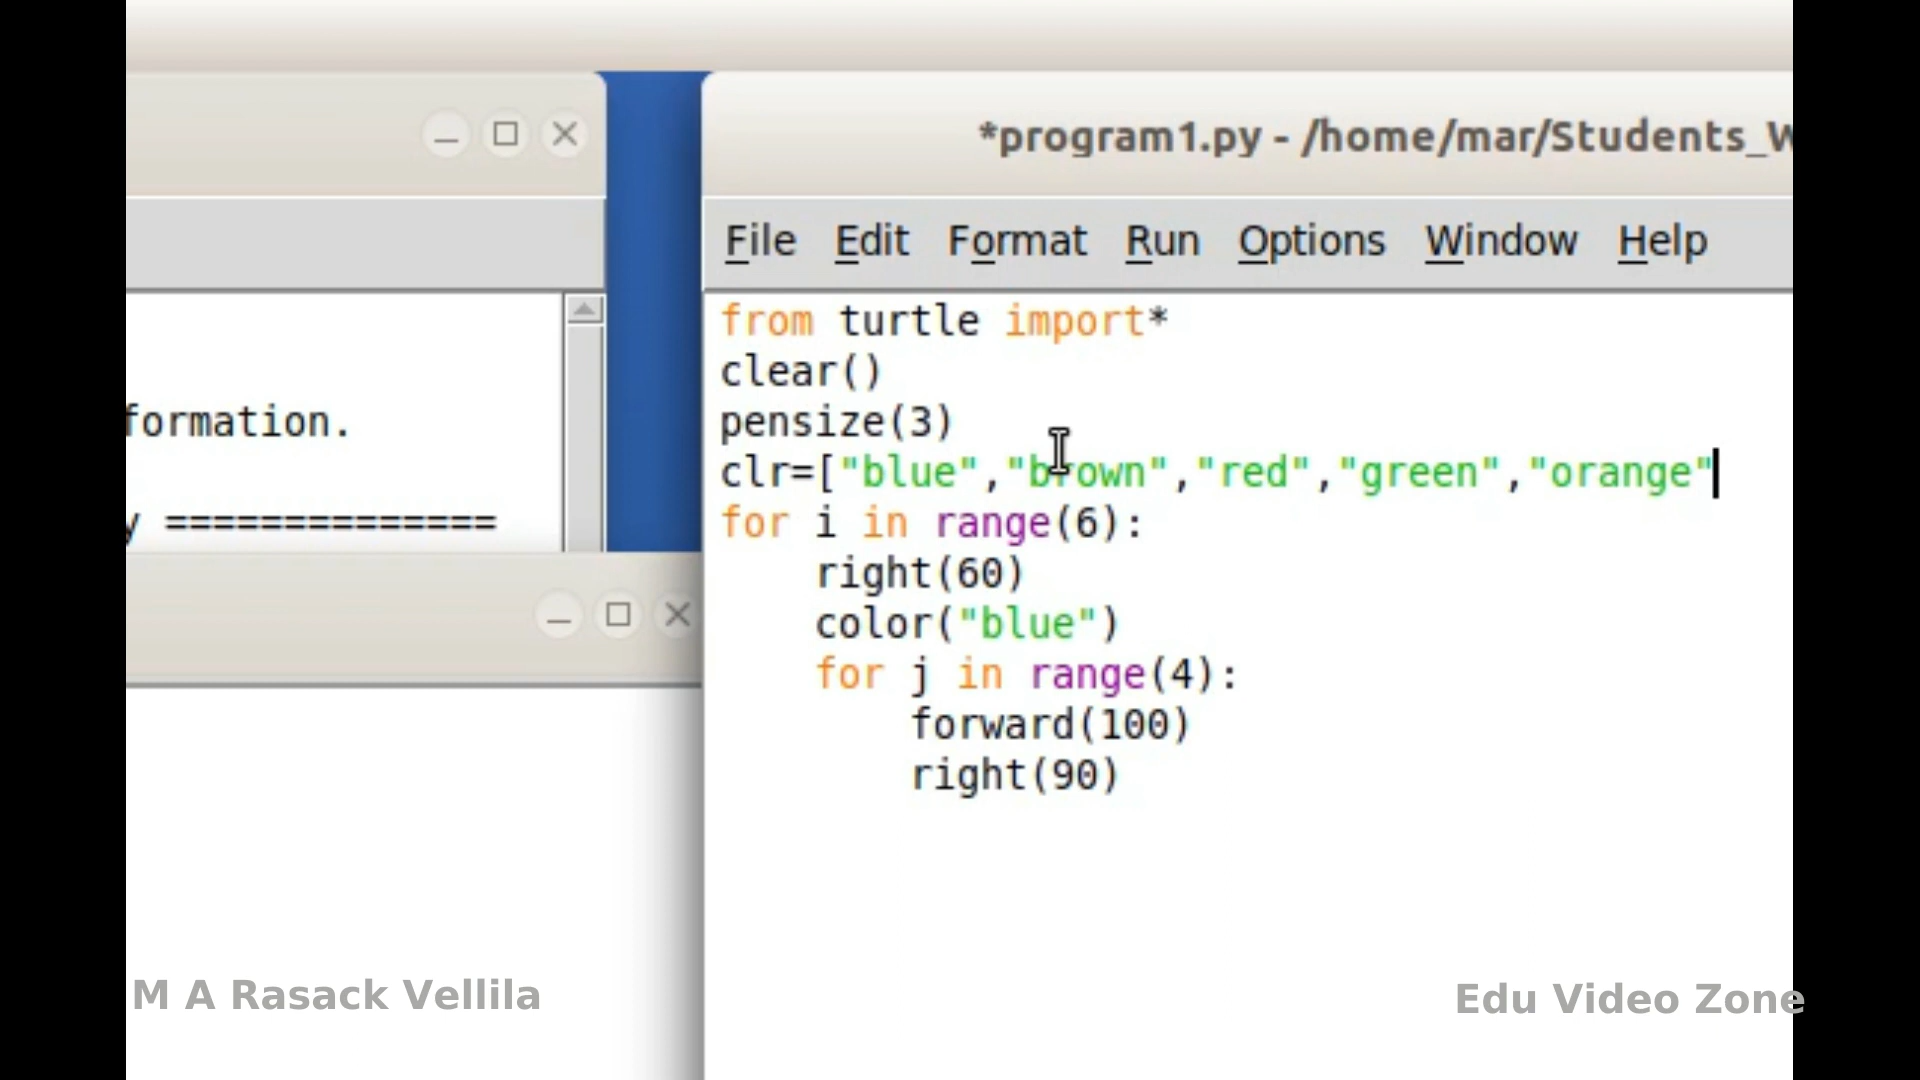 *program1.py - /home/mar/Students_W
File Edit Format Run Options Window Help
formation.
y ==============
from turtle import*
clear()
pensize(3)
clr=["blue","brown","red","green","orange"
for i in range(6):
    right(60)
    color("blue")
    for j in range(4):
        forward(100)
        right(90)
M A Rasack Vellila
Edu Video Zone